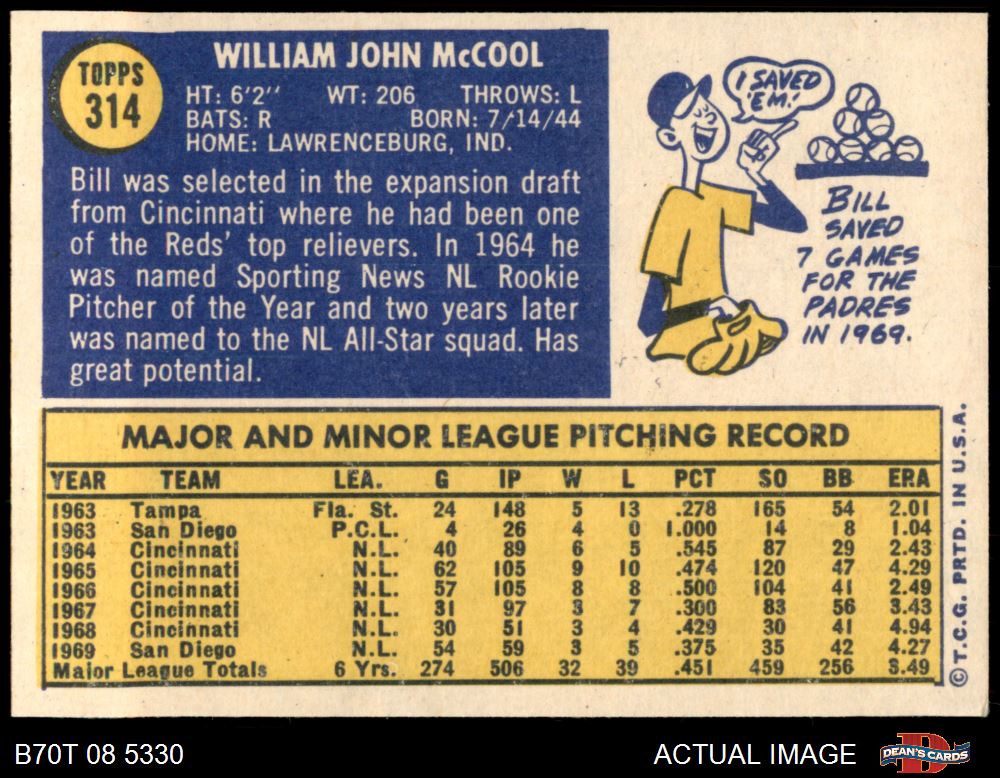 TOPPS
314
WILLIAM JOHN McCOOL
HT: 6'2'' WT: 206 THROWS: L
BATS: R BORN: 7/14/44
HOME: LAWRENCEBURG, IND.
Bill was selected in the expansion draft
from Cincinnati where he had been one
of the Reds' top relievers. In 1964 he
was named Sporting News NL Rookie
Pitcher of the Year and two years later
was named to the NL All-Star squad. Has
great potential.
I SAVED
'EM!
BILL
SAVED
7 GAMES
FOR THE
PADRES
IN 1969.
MAJOR AND MINOR LEAGUE PITCHING RECORD
YEAR TEAM LEA. G IP W L PCT SO BB ERA
1963 Tampa Fla. St. 24 148 5 13 .278 165 54 2.01
1963 San Diego P.C.L. 4 26 4 0 1.000 14 8 1.04
1964 Cincinnati N.L. 40 89 6 5 .545 87 29 2.43
1965 Cincinnati N.L. 62 105 9 10 .474 120 47 4.29
1966 Cincinnati N.L. 57 105 8 8 .500 104 41 2.49
1967 Cincinnati N.L. 31 97 3 7 .300 83 56 3.43
1968 Cincinnati N.L. 30 51 3 4 .429 30 41 4.94
1969 San Diego N.L. 54 59 3 5 .375 35 42 4.27
Major League Totals 6 Yrs. 274 506 32 39 .451 459 256 3.49
© T.C.G. PRTD. IN U.S.A.
B70T 08 5330
ACTUAL IMAGE
DEAN'S CARDS